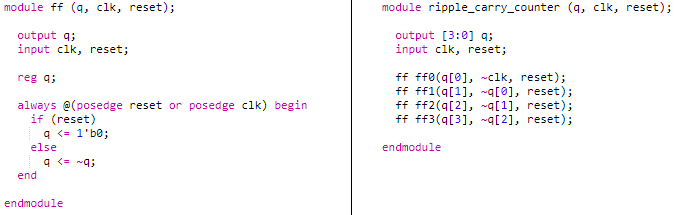 module ff (q, clk, reset);
output q;
input clk, reset;
reg q;
always @(posedge reset or posedge clk) begin
if (reset)
q <= 1'b0;
else
q <= ~q;
end
endmodule
module ripple_carry_counter (q, clk, reset);
output [3:0] q;
input clk, reset;
ff ff0(q[0], ~clk, reset);
ff ff1(q[1], ~q[0], reset);
ff ff2(q[2], ~q[1], reset);
ff ff3(q[3], ~q[2], reset);
endmodule